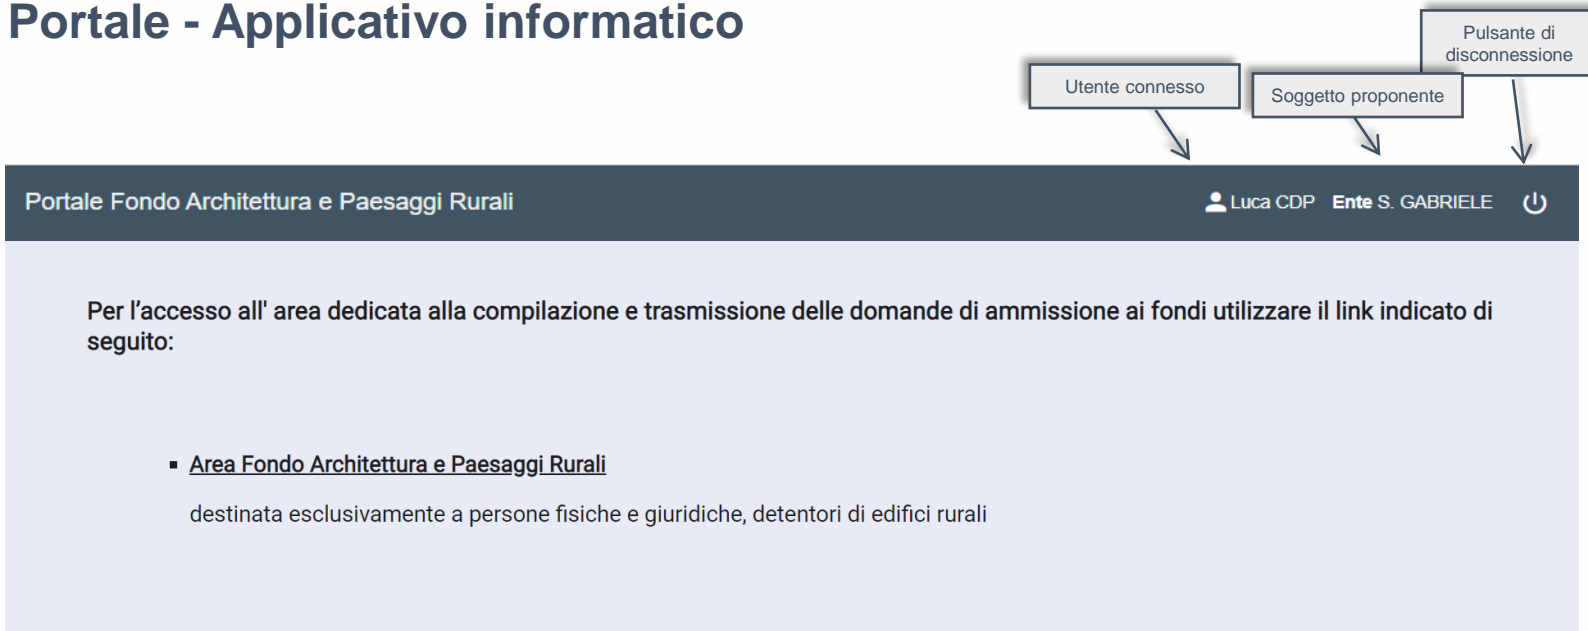 Portale - Applicativo informatico
Pulsante di
disconnessione
Utente connesso
Soggetto proponente
Portale Fondo Architettura e Paesaggi Rurali
Luca CDP Ente S. GABRIELE
Per l’accesso all' area dedicata alla compilazione e trasmissione delle domande di ammissione ai fondi utilizzare il link indicato di
seguito:
▪ Area Fondo Architettura e Paesaggi Rurali
destinata esclusivamente a persone fisiche e giuridiche, detentori di edifici rurali